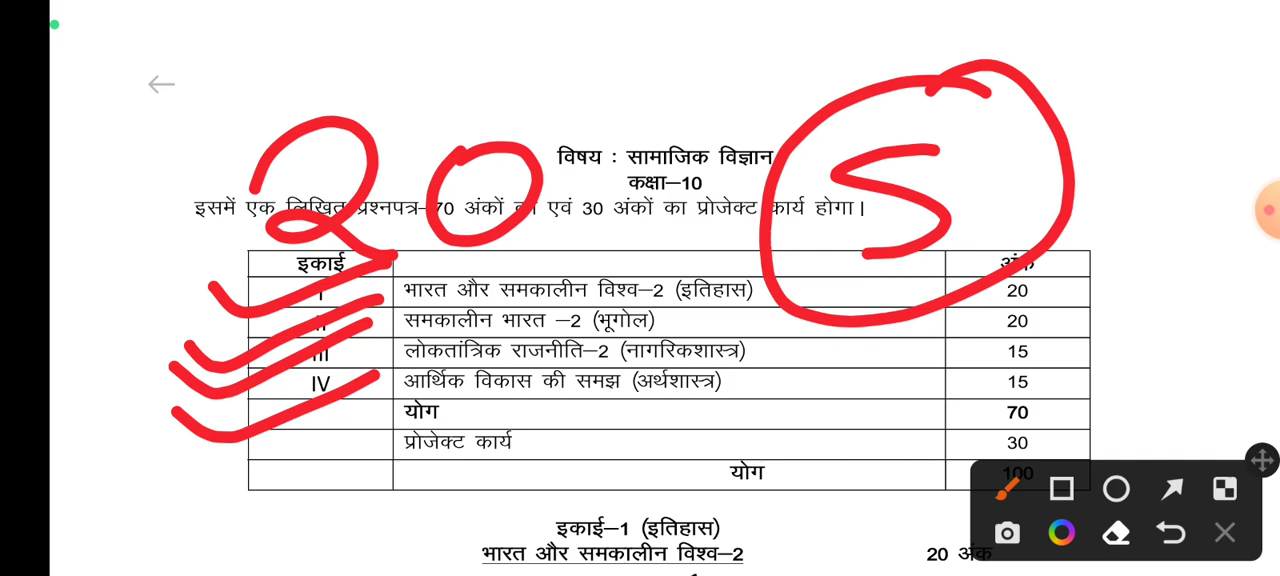 विषय : सामाजिक विज्ञान
कक्षा–10
इसमें एक लिखित प्रश्नपत्र–70 अंकों का एवं 30 अंकों का प्रोजेक्ट कार्य होगा।
20
5
इकाई अंक
I भारत और समकालीन विश्व–2 (इतिहास) 20
II समकालीन भारत –2 (भूगोल) 20
III लोकतांत्रिक राजनीति–2 (नागरिकशास्त्र) 15
IV आर्थिक विकास की समझ (अर्थशास्त्र) 15
योग 70
प्रोजेक्ट कार्य 30
योग 100
इकाई–1 (इतिहास)
भारत और समकालीन विश्व–2 20 अंक